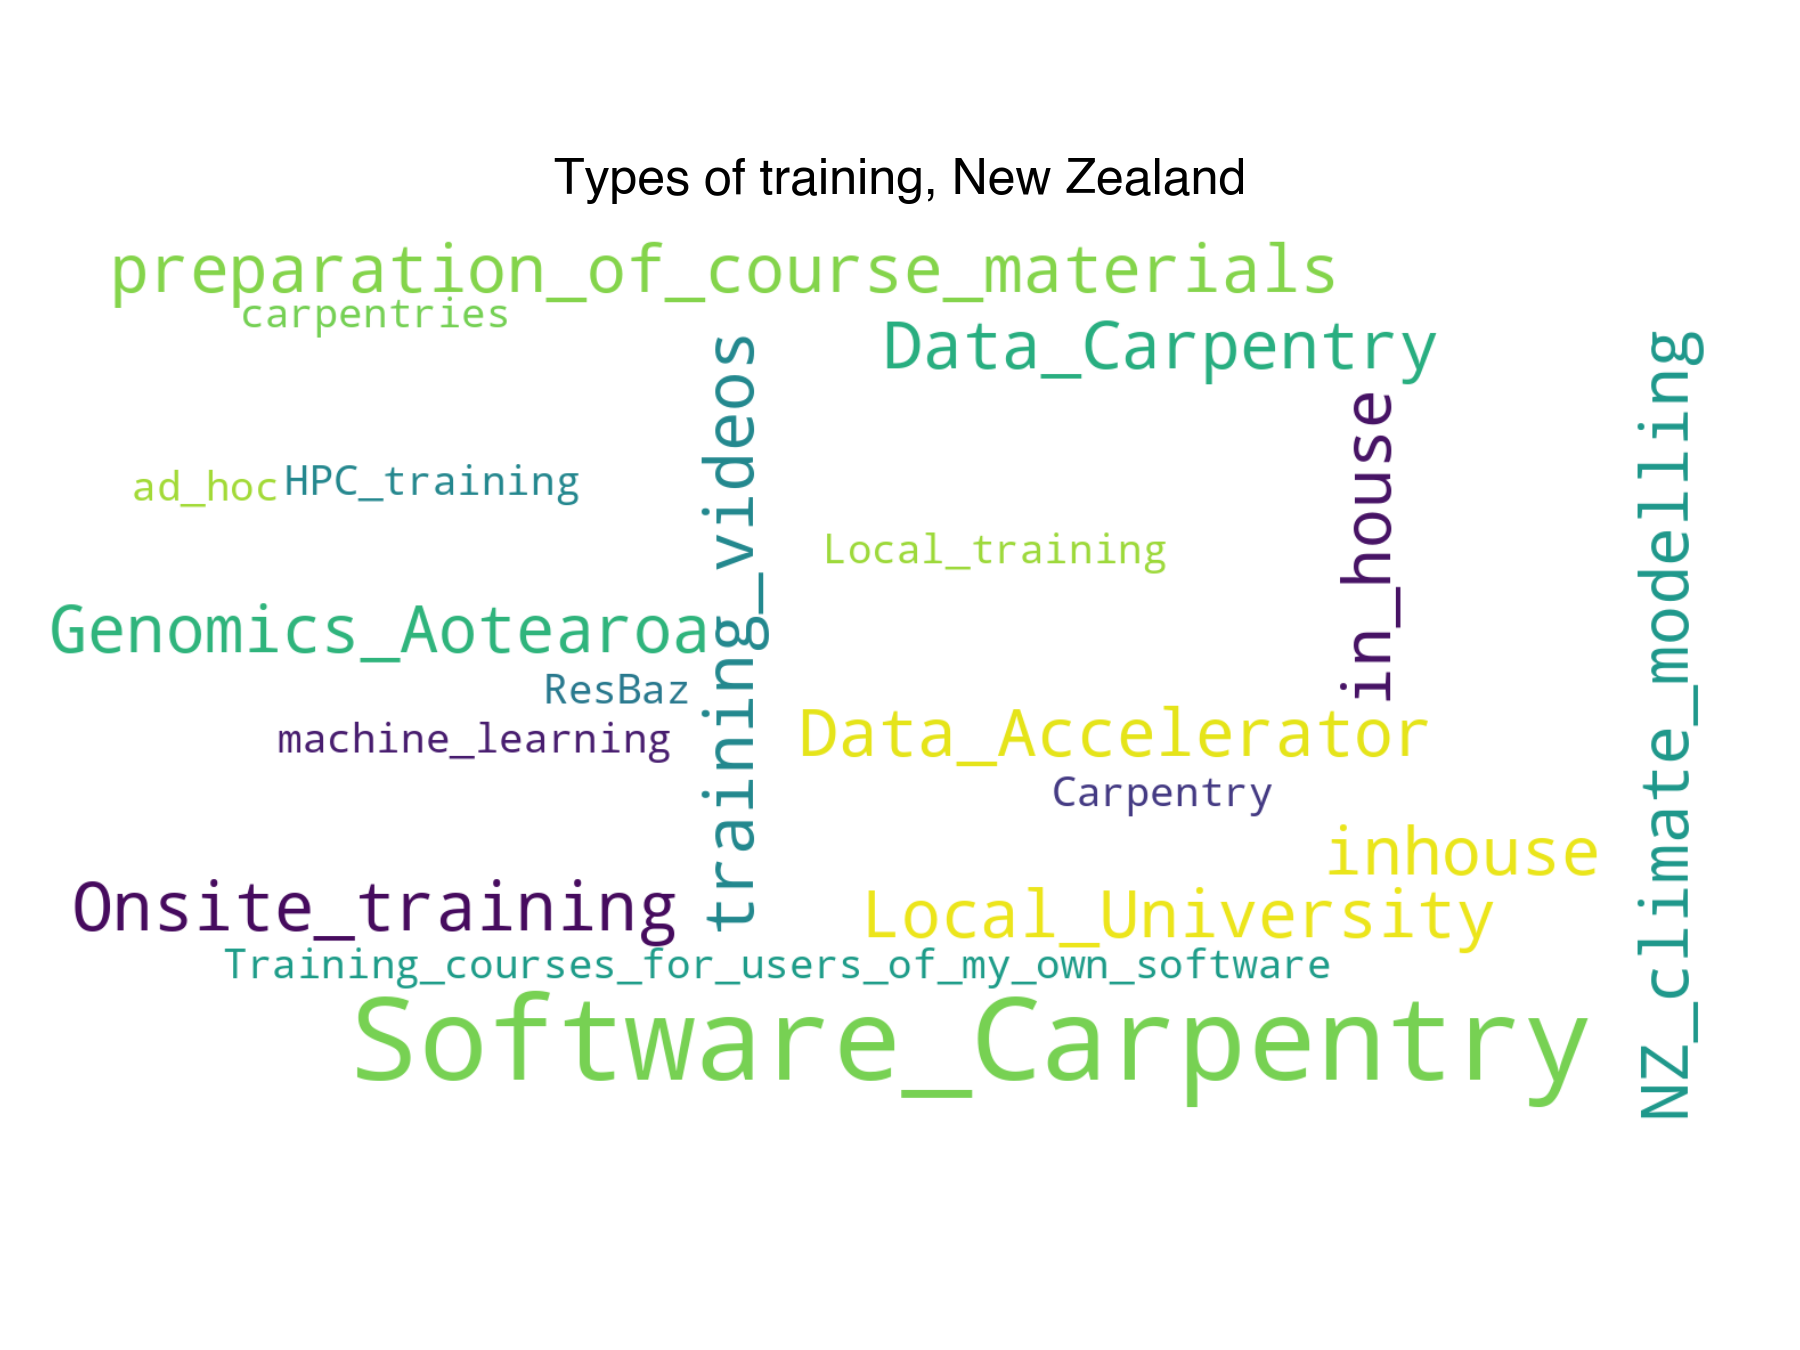 Types of training, New Zealand
preparation_of_course_materials
carpentries
Data_Carpentry
training_videos
in_house
NZ_climate_modelling
ad_hoc
HPC_training
Local_training
Genomics_Aotearoa
ResBaz
machine_learning
Data_Accelerator
Carpentry
inhouse
Onsite_training
Local_University
Training_courses_for_users_of_my_own_software
Software_Carpentry